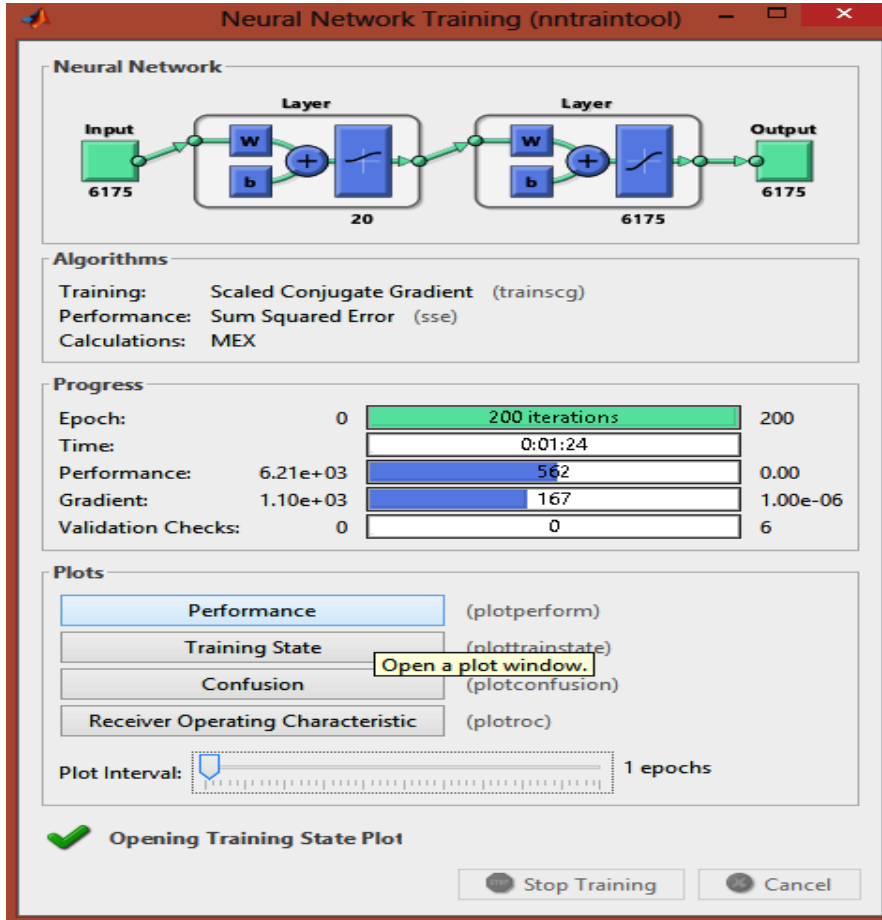 Neural Network Training (nntraintool)
Neural Network
Layer Layer
Input Output
W W
b b
+ +
6175 20 6175 6175
Algorithms
Training: Scaled Conjugate Gradient (trainscg)
Performance: Sum Squared Error (sse)
Calculations: MEX
Progress
Epoch: 0 200 iterations 200
Time: 0:01:24
Performance: 6.21e+03 562 0.00
Gradient: 1.10e+03 167 1.00e-06
Validation Checks: 0 0 6
Plots
Performance (plotperform)
Training State (plottrainstate)
Open a plot window.
Confusion (plotconfusion)
Receiver Operating Characteristic (plotroc)
Plot Interval: 1 epochs
Opening Training State Plot
STOP Stop Training Cancel